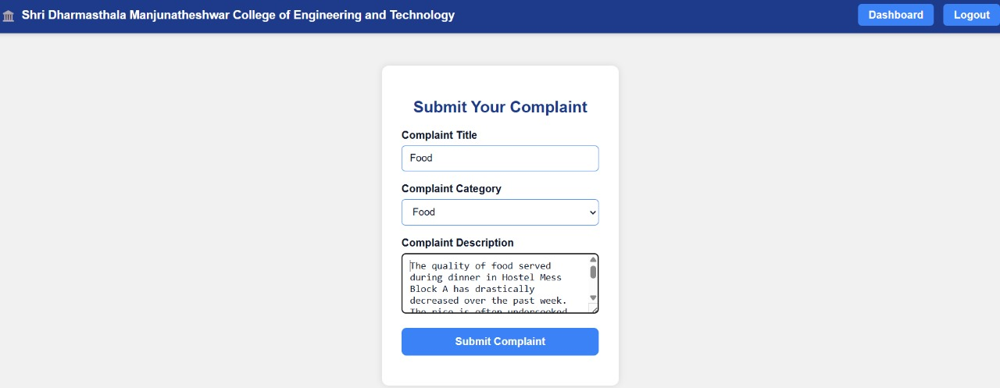 Shri Dharmasthala Manjunatheshwar College of Engineering and Technology
Dashboard
Logout
Submit Your Complaint
Complaint Title
Food
Complaint Category
Food
Complaint Description
The quality of food served
during dinner in Hostel Mess
Block A has drastically
decreased over the past week.
The rice is often undercooked
Submit Complaint